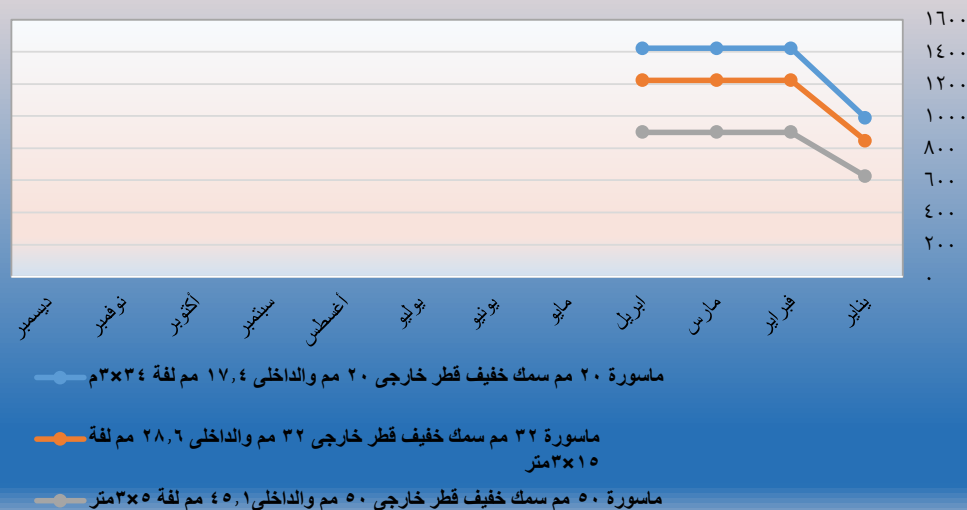 ١٦٠٠
١٤٠٠
١٢٠٠
١٠٠٠
٨٠٠
٦٠٠
٤٠٠
٢٠٠
٠
يناير
فبراير
مارس
ابريل
مايو
يونيو
يوليو
أغسطس
سبتمبر
أكتوبر
نوفمبر
ديسمبر
ماسورة ٢٠ مم سمك خفيف قطر خارجى ٢٠ مم والداخلى ١٧,٤ مم لفة ٣٤×٣م
ماسورة ٣٢ مم سمك خفيف قطر خارجى ٣٢ مم والداخلى ٢٨,٦ مم لفة
١٥×٣متر
ماسورة ٥٠ مم سمك خفيف قطر خارجى ٥٠ مم والداخلى٤٥,١ مم لفة ٥×٣متر